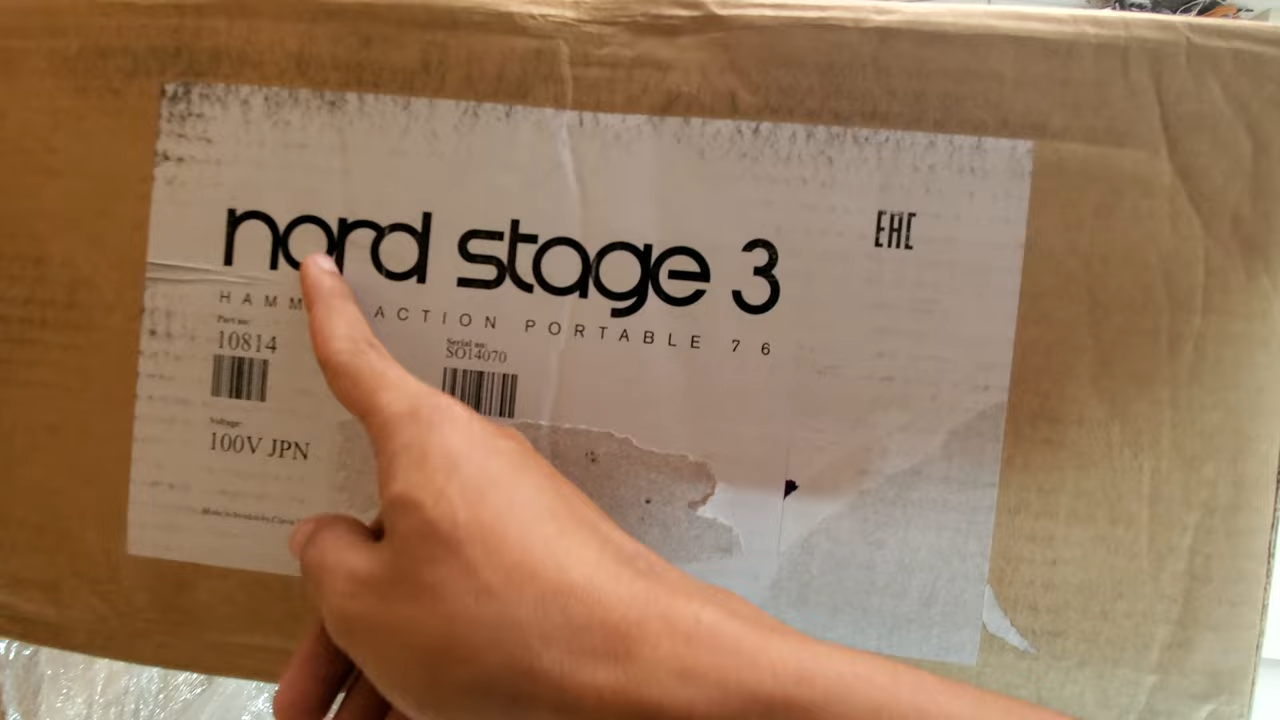 nord stage 3
EAC
HAMM ACTION PORTABLE 76
Part no:
10814
Serial no:
SO14070
Voltage:
100V JPN